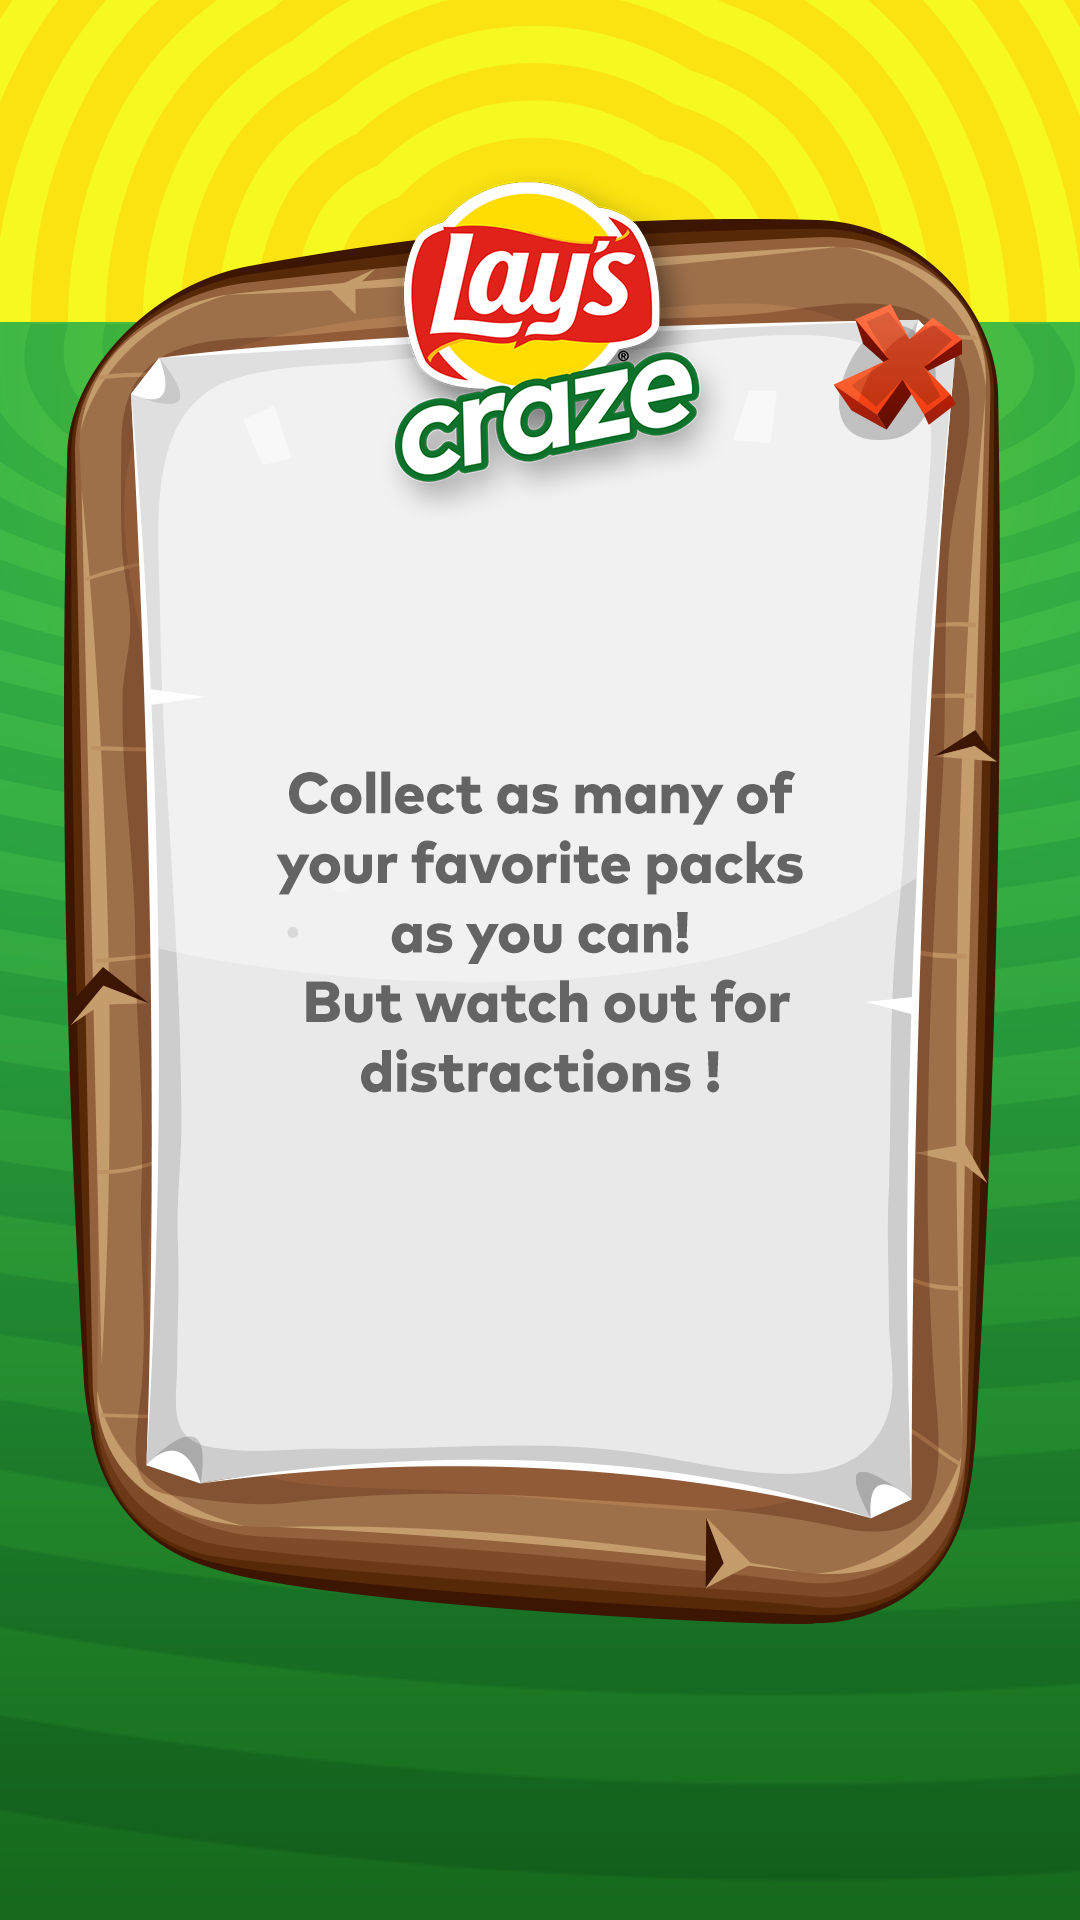 Lay's
®
craze
Collect as many of
your favorite packs
as you can!
But watch out for
distractions !